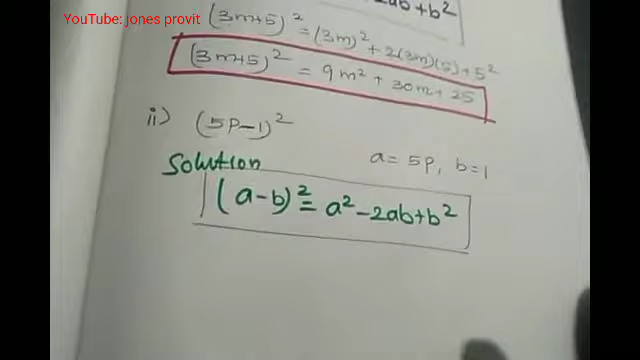 2ab+b²
YouTube: jones provit
(3m+5)² = (3m)² + 2(3m)(5) + 5²
(3m+5)² = 9m² + 30m + 25
ii) (5P-1)²
a = 5P, b = 1
Solution
(a-b)² = a² - 2ab + b²